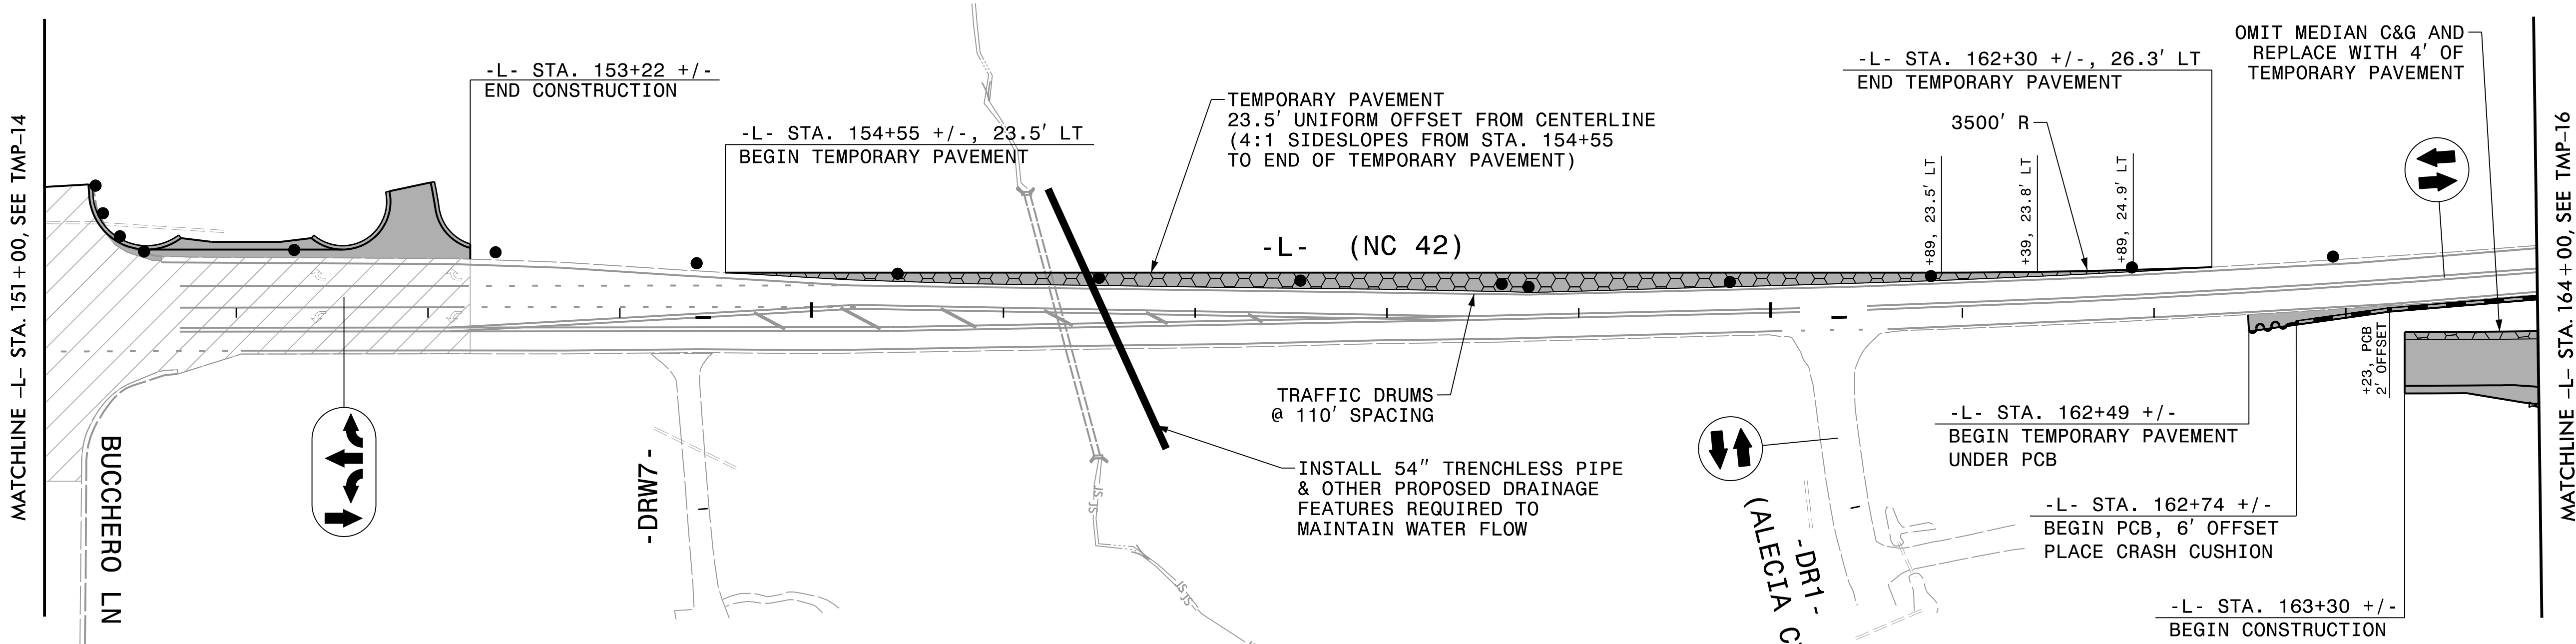 MATCHLINE -L- STA. 151+00, SEE TMP-14
-L- STA. 153+22 +/-
END CONSTRUCTION
-L- STA. 154+55 +/-, 23.5' LT
BEGIN TEMPORARY PAVEMENT
TEMPORARY PAVEMENT
23.5' UNIFORM OFFSET FROM CENTERLINE
(4:1 SIDESLOPES FROM STA. 154+55
TO END OF TEMPORARY PAVEMENT)
-L- (NC 42)
-L- STA. 162+30 +/-, 26.3' LT
END TEMPORARY PAVEMENT
3500' R
+89, 23.5' LT
+39, 23.8' LT
+89, 24.9' LT
OMIT MEDIAN C&G AND
REPLACE WITH 4' OF
TEMPORARY PAVEMENT
MATCHLINE -L- STA. 164+00, SEE TMP-16
BUCCHERO LN
-DRW7-
TRAFFIC DRUMS
@ 110' SPACING
INSTALL 54" TRENCHLESS PIPE
& OTHER PROPOSED DRAINAGE
FEATURES REQUIRED TO
MAINTAIN WATER FLOW
JS JS
JS JS
-DR1-
(ALECIA C
+23, PCB
2' OFFSET
-L- STA. 162+49 +/-
BEGIN TEMPORARY PAVEMENT
UNDER PCB
-L- STA. 162+74 +/-
BEGIN PCB, 6' OFFSET
PLACE CRASH CUSHION
-L- STA. 163+30 +/-
BEGIN CONSTRUCTION